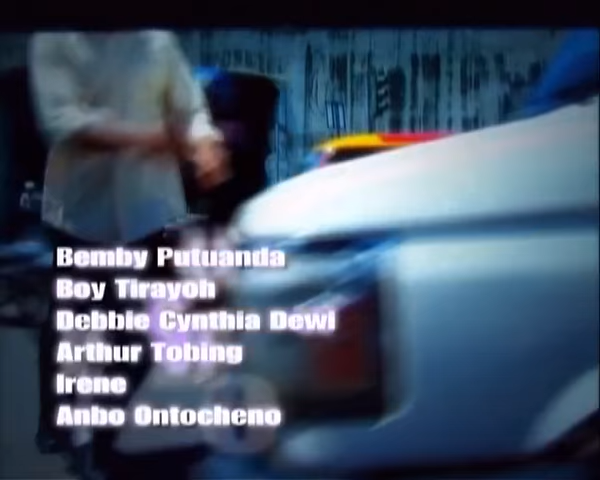 Bemby Putuanda
Boy Tirayoh
Debbie Cynthia Dewi
Arthur Tobing
Irene
Anbo Ontocheno